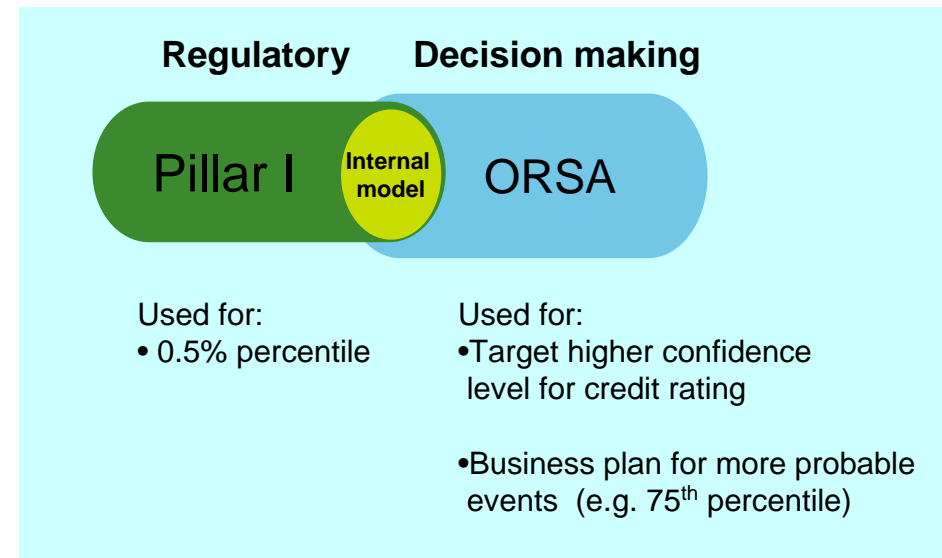 Regulatory
Decision making
Pillar I
Internal
model
ORSA
Used for:
• 0.5% percentile
Used for:
•Target higher confidence
level for credit rating
•Business plan for more probable
events (e.g. 75th percentile)